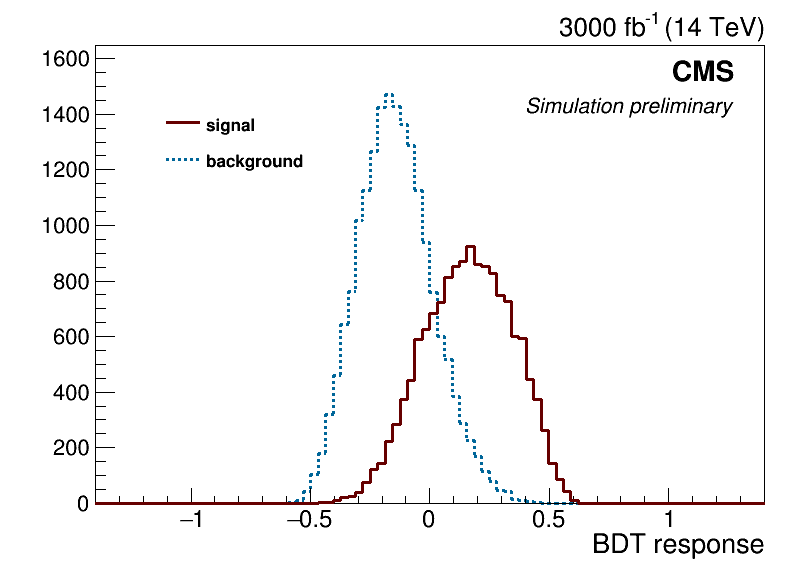 3000 fb⁻¹ (14 TeV)
CMS
Simulation preliminary
signal
background
1600
1400
1200
1000
800
600
400
200
0
−1
−0.5
0
0.5
1
BDT response